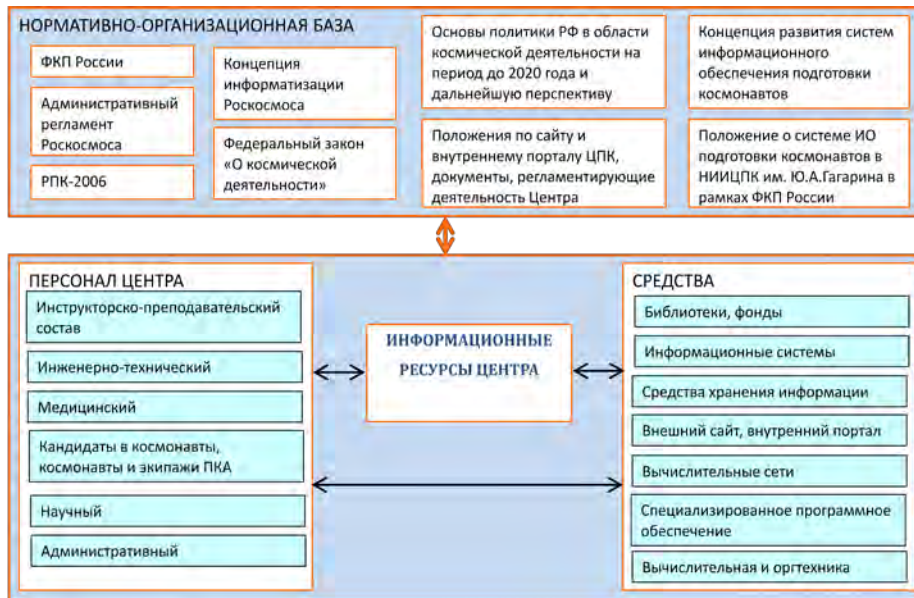 НОРМАТИВНО-ОРГАНИЗАЦИОННАЯ БАЗА
ФКП России
Административный
регламент
Роскосмоса
РПК-2006
Концепция
информатизации
Роскосмоса
Федеральный закон
«О космической
деятельности»
Основы политики РФ в области
космической деятельности на
период до 2020 года и
дальнейшую перспективу
Положения по сайту и
внутреннему порталу ЦПК,
документы, регламентирующие
деятельность Центра
Концепция развития систем
информационного
обеспечения подготовки
космонавтов
Положение о системе ИО
подготовки космонавтов в
НИИЦПК им. Ю.А.Гагарина в
рамках ФКП России
ПЕРСОНАЛ ЦЕНТРА
Инструкторско-преподавательский
состав
Инженерно-технический
Медицинский
Кандидаты в космонавты,
космонавты и экипажи ПКА
Научный
Административный
ИНФОРМАЦИОННЫЕ
РЕСУРСЫ ЦЕНТРА
СРЕДСТВА
Библиотеки, фонды
Информационные системы
Средства хранения информации
Внешний сайт, внутренний портал
Вычислительные сети
Специализированное программное
обеспечение
Вычислительная и оргтехника